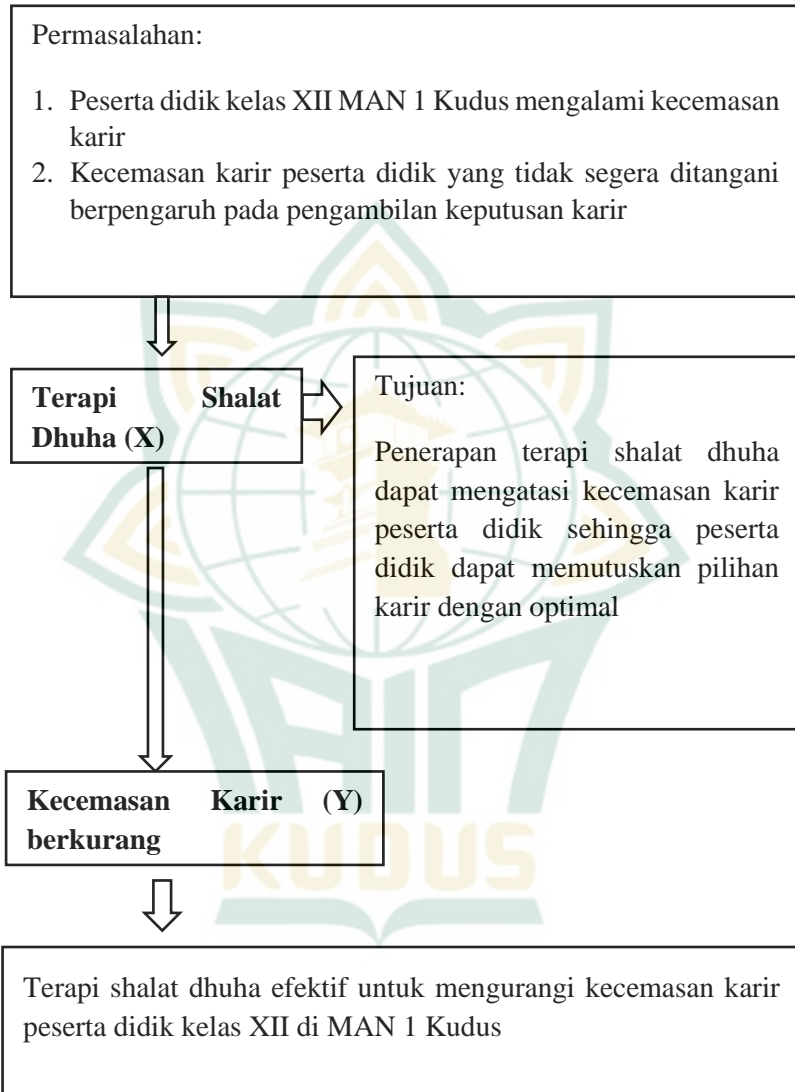 Permasalahan:
1. Peserta didik kelas XII MAN 1 Kudus mengalami kecemasan
karir
2. Kecemasan karir peserta didik yang tidak segera ditangani
berpengaruh pada pengambilan keputusan karir
Terapi Shalat
Dhuha (X)
Tujuan:
Penerapan terapi shalat dhuha
dapat mengatasi kecemasan karir
peserta didik sehingga peserta
didik dapat memutuskan pilihan
karir dengan optimal
Kecemasan Karir (Y)
berkurang
IAIN
KUDUS
Terapi shalat dhuha efektif untuk mengurangi kecemasan karir
peserta didik kelas XII di MAN 1 Kudus